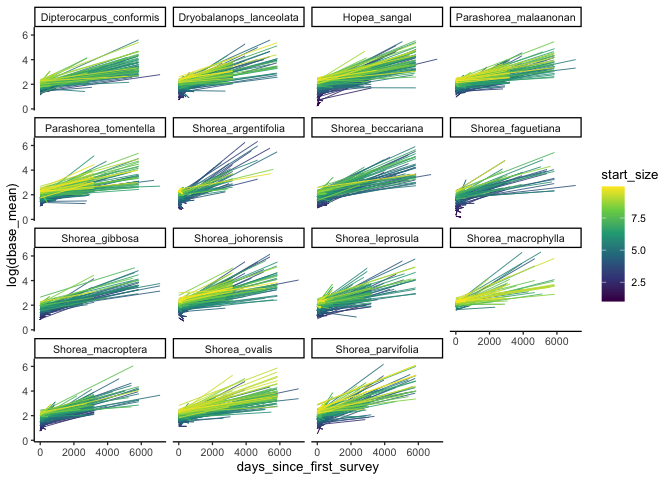 Dipterocarpus_conformis Dryobalanops_lanceolata Hopea_sangal Parashorea_malaanonan
6
4
2
0
Parashorea_tomentella Shorea_argentifolia Shorea_beccariana Shorea_faguetiana
6
4
2
0
Shorea_gibbosa Shorea_johorensis Shorea_leprosula Shorea_macrophylla
6
4
2
0
0 2000 4000 6000
Shorea_macroptera Shorea_ovalis Shorea_parvifolia
6
4
2
0
0 2000 4000 6000 0 2000 4000 6000 0 2000 4000 6000
days_since_first_survey
log(dbase_mean)
start_size
7.5
5.0
2.5